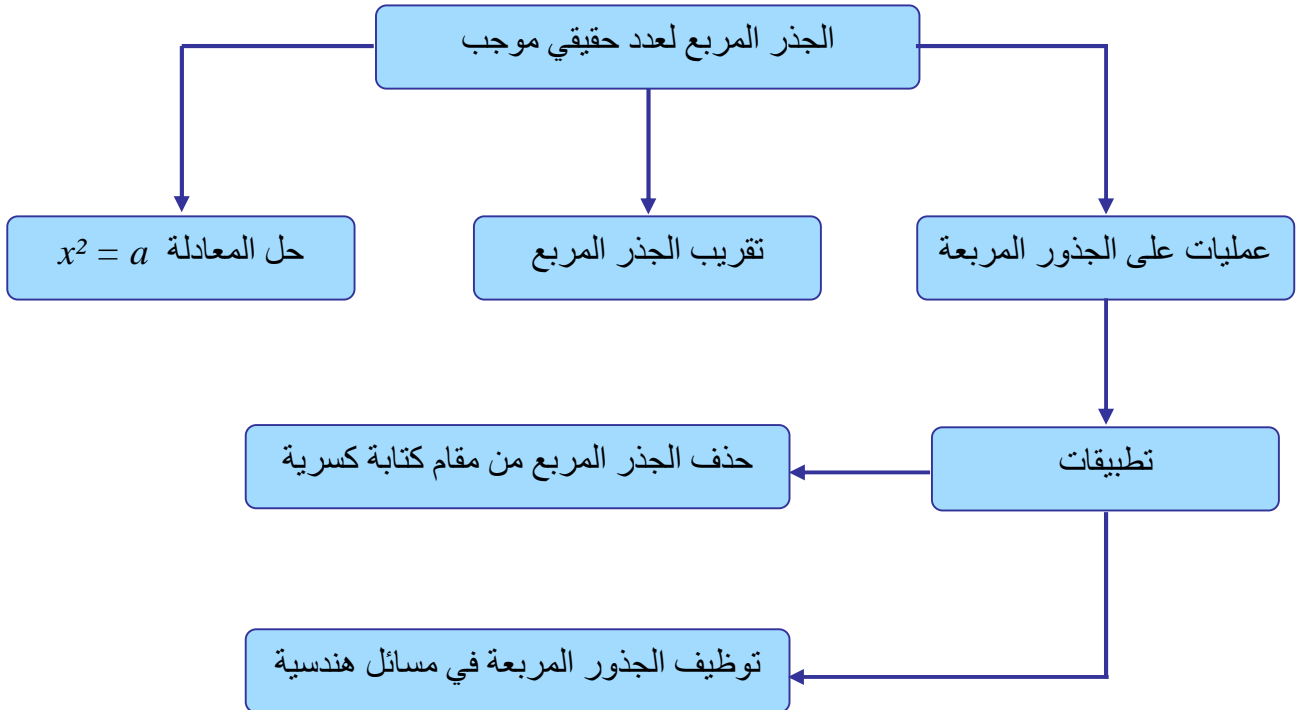 الجذر المربع لعدد حقيقي موجب
عمليات على الجذور المربعة
تقريب الجذر المربع
حل المعادلة x² = a
تطبيقات
حذف الجذر المربع من مقام كتابة كسرية
توظيف الجذور المربعة في مسائل هندسية